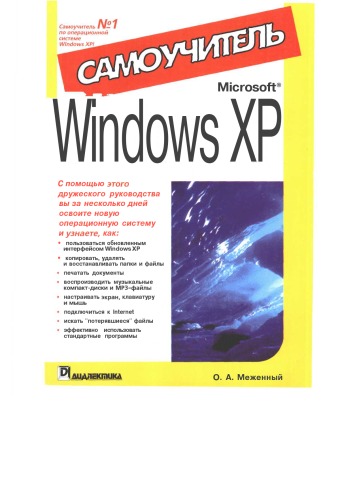 Самоучитель №1
по операционной
системе
Windows XP!
САМОУЧИТЕЛЬ
Microsoft®
Windows XP
С помощью этого
дружеского руководства
вы за несколько дней
освоите новую
операционную систему
и узнаете, как:
• пользоваться обновленным
интерфейсом Windows XP
• копировать, удалять
и восстанавливать папки и файлы
• печатать документы
• воспроизводить музыкальные
компакт-диски и MP3-файлы
• настраивать экран, клавиатуру
и мышь
• подключиться к Internet
• искать "потерявшиеся" файлы
• эффективно использовать
стандартные программы
ДИАЛЕКТИКА
О. А. Меженный